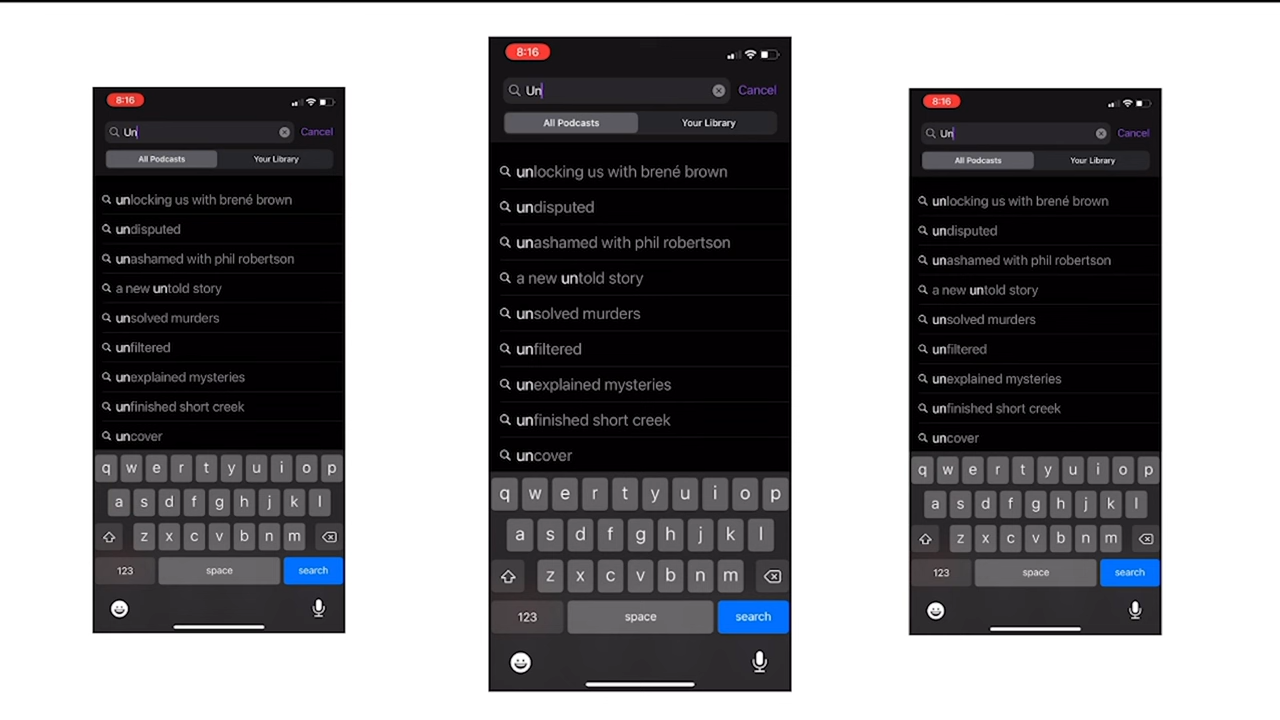 8:16
Un
Cancel
All Podcasts
Your Library
unlocking us with brené brown
undisputed
unashamed with phil robertson
a new untold story
unsolved murders
unfiltered
unexplained mysteries
unfinished short creek
uncover
q w e r t y u i o p
a s d f g h j k l
z x c v b n m
123 space search
8:16
Un
Cancel
All Podcasts
Your Library
unlocking us with brené brown
undisputed
unashamed with phil robertson
a new untold story
unsolved murders
unfiltered
unexplained mysteries
unfinished short creek
uncover
q w e r t y u i o p
a s d f g h j k l
z x c v b n m
123 space search
8:16
Un
Cancel
All Podcasts
Your Library
unlocking us with brené brown
undisputed
unashamed with phil robertson
a new untold story
unsolved murders
unfiltered
unexplained mysteries
unfinished short creek
uncover
q w e r t y u i o p
a s d f g h j k l
z x c v b n m
123 space search